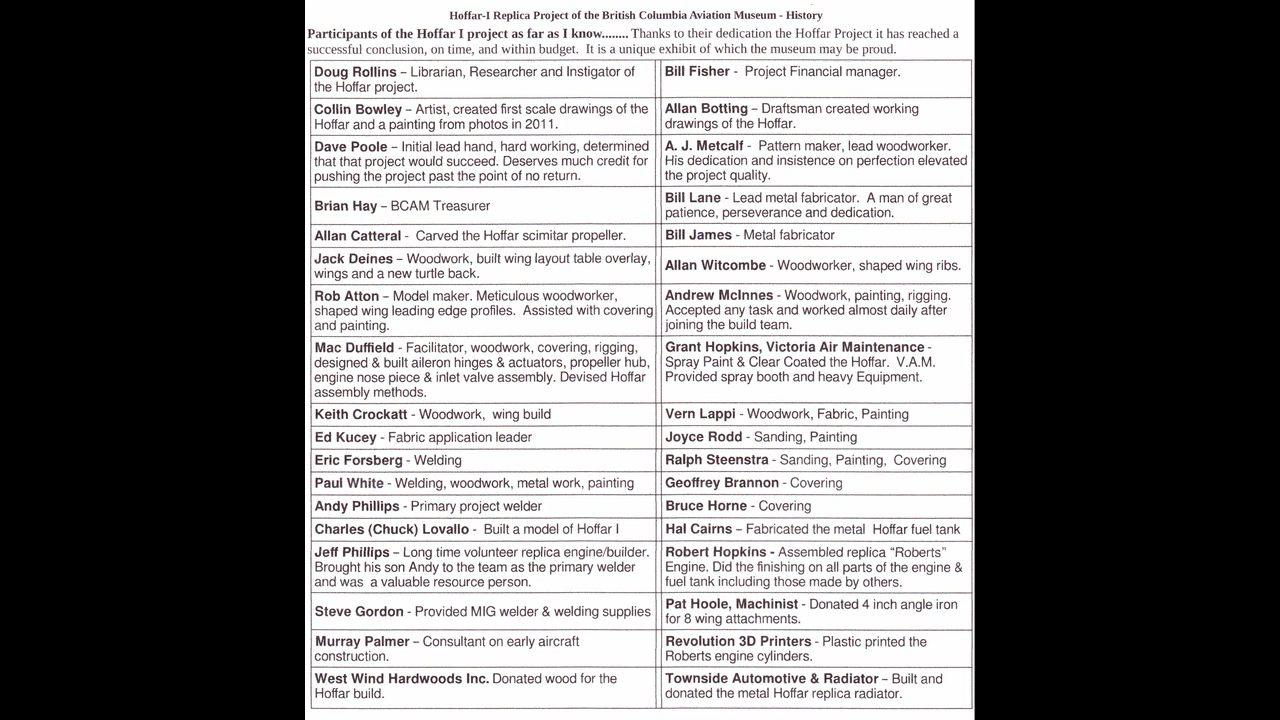 Hoffar-I Replica Project of the British Columbia Aviation Museum - History
Participants of the Hoffar I project as far as I know........ Thanks to their dedication the Hoffar Project it has reached a
successful conclusion, on time, and within budget.  It is a unique exhibit of which the museum may be proud.
Doug Rollins – Librarian, Researcher and Instigator of
the Hoffar project.
Bill Fisher -  Project Financial manager.
Collin Bowley – Artist, created first scale drawings of the
Hoffar and a painting from photos in 2011.
Allan Botting – Draftsman created working
drawings of the Hoffar.
Dave Poole – Initial lead hand, hard working, determined
that that project would succeed. Deserves much credit for
pushing the project past the point of no return.
A. J. Metcalf -  Pattern maker, lead woodworker.
His dedication and insistence on perfection elevated
the project quality.
Brian Hay – BCAM Treasurer
Bill Lane - Lead metal fabricator.  A man of great
patience, perseverance and dedication.
Allan Catteral -  Carved the Hoffar scimitar propeller.
Bill James - Metal fabricator
Jack Deines – Woodwork, built wing layout table overlay,
wings and a new turtle back.
Allan Witcombe - Woodworker, shaped wing ribs.
Rob Atton – Model maker. Meticulous woodworker,
shaped wing leading edge profiles.  Assisted with covering
and painting.
Andrew McInnes - Woodwork, painting, rigging.
Accepted any task and worked almost daily after
joining the build team.
Mac Duffield - Facilitator, woodwork, covering, rigging,
designed & built aileron hinges & actuators, propeller hub,
engine nose piece & inlet valve assembly. Devised Hoffar
assembly methods.
Grant Hopkins, Victoria Air Maintenance -
Spray Paint & Clear Coated the Hoffar.  V.A.M.
Provided spray booth and heavy Equipment.
Keith Crockatt - Woodwork,  wing build
Vern Lappi - Woodwork, Fabric, Painting
Ed Kucey - Fabric application leader
Joyce Rodd - Sanding, Painting
Eric Forsberg - Welding
Ralph Steenstra - Sanding, Painting,  Covering
Paul White - Welding, woodwork, metal work, painting
Geoffrey Brannon - Covering
Andy Phillips - Primary project welder
Bruce Horne - Covering
Charles (Chuck) Lovallo -  Built a model of Hoffar I
Hal Cairns – Fabricated the metal  Hoffar fuel tank
Jeff Phillips – Long time volunteer replica engine/builder.
Brought his son Andy to the team as the primary welder
and was  a valuable resource person.
Robert Hopkins - Assembled replica “Roberts”
Engine. Did the finishing on all parts of the engine &
fuel tank including those made by others.
Steve Gordon - Provided MIG welder & welding supplies
Pat Hoole, Machinist - Donated 4 inch angle iron
for 8 wing attachments.
Murray Palmer – Consultant on early aircraft
construction.
Revolution 3D Printers - Plastic printed the
Roberts engine cylinders.
West Wind Hardwoods Inc. Donated wood for the
Hoffar build.
Townside Automotive & Radiator – Built and
donated the metal Hoffar replica radiator.